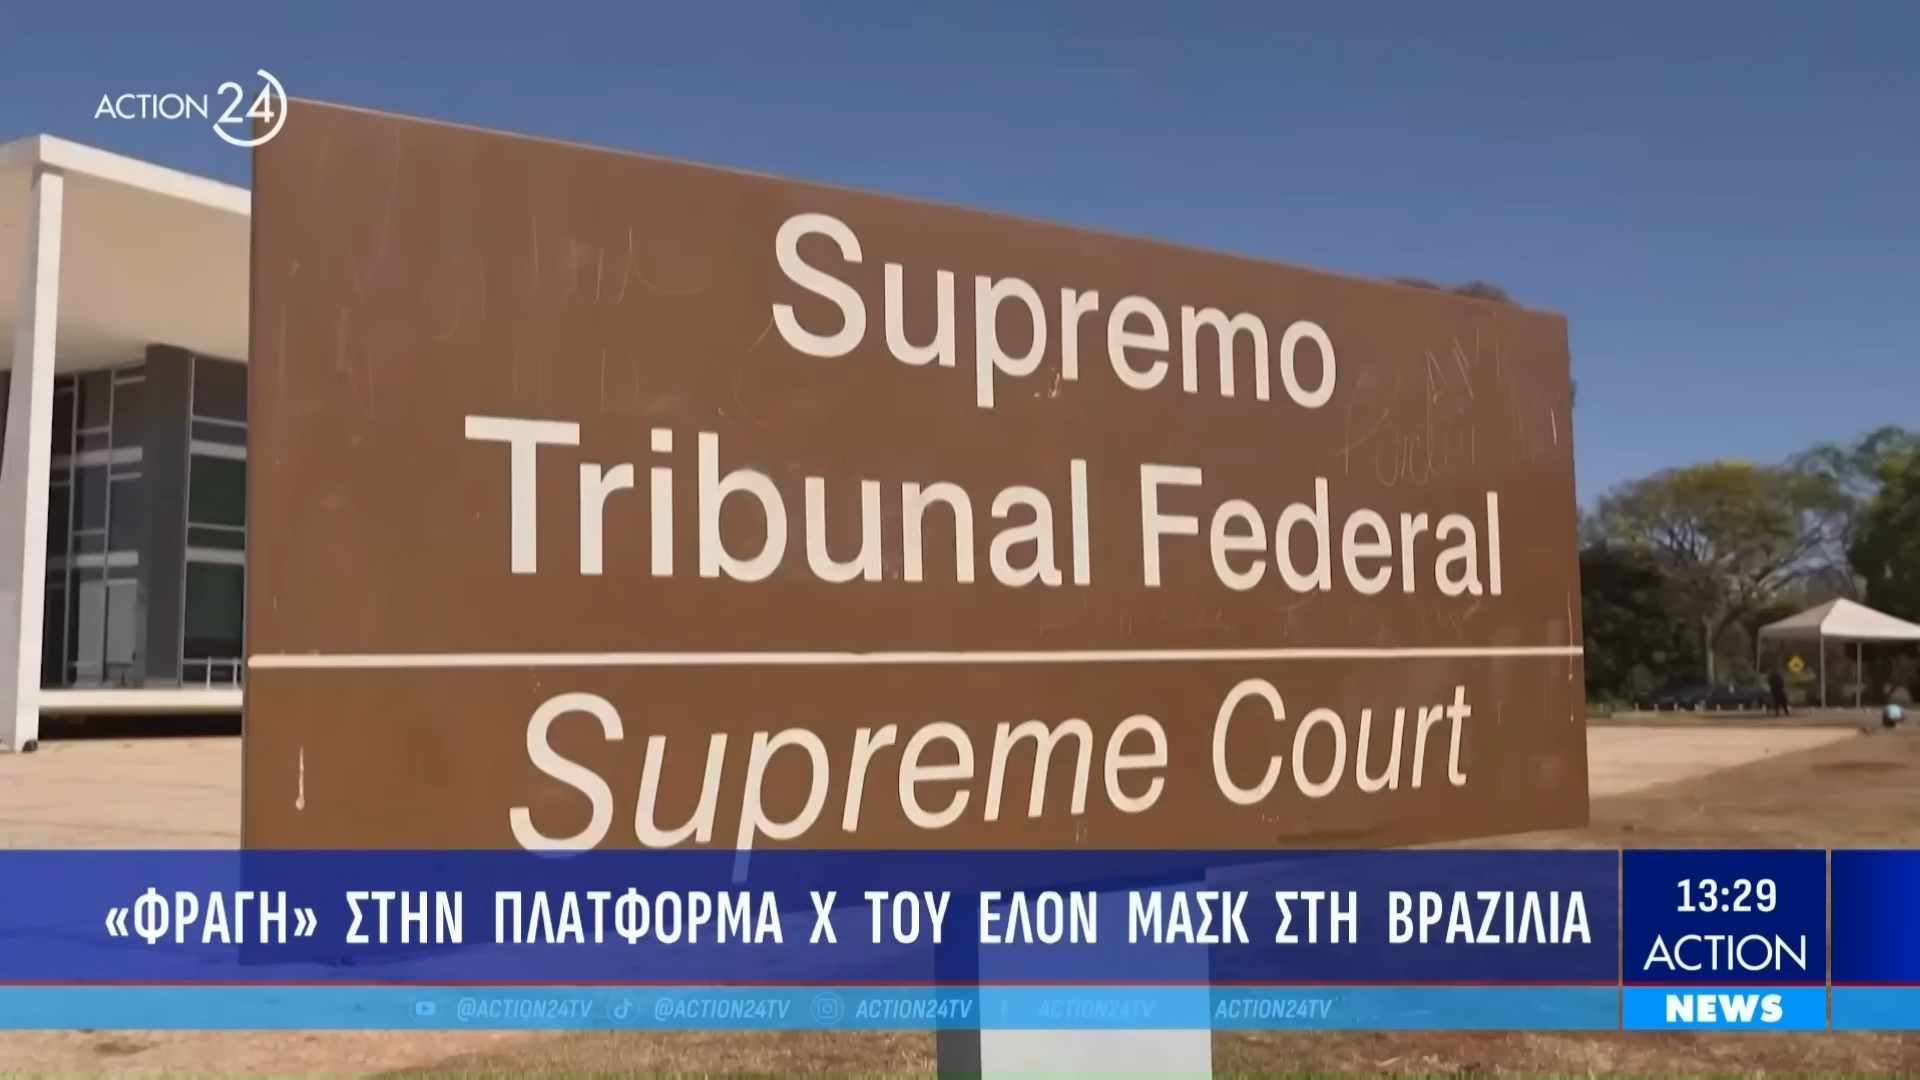 ACTION 24
Supremo
Tribunal Federal
Supreme Court
«ΦΡΑΓΗ» ΣΤΗΝ ΠΛΑΤΦΟΡΜΑ Χ ΤΟΥ ΕΛΟΝ ΜΑΣΚ ΣΤΗ ΒΡΑΖΙΛΙΑ
13:29
ACTION
NEWS
@ACTION24TV @ACTION24TV ACTION24TV ACTION24TV ACTION24TV